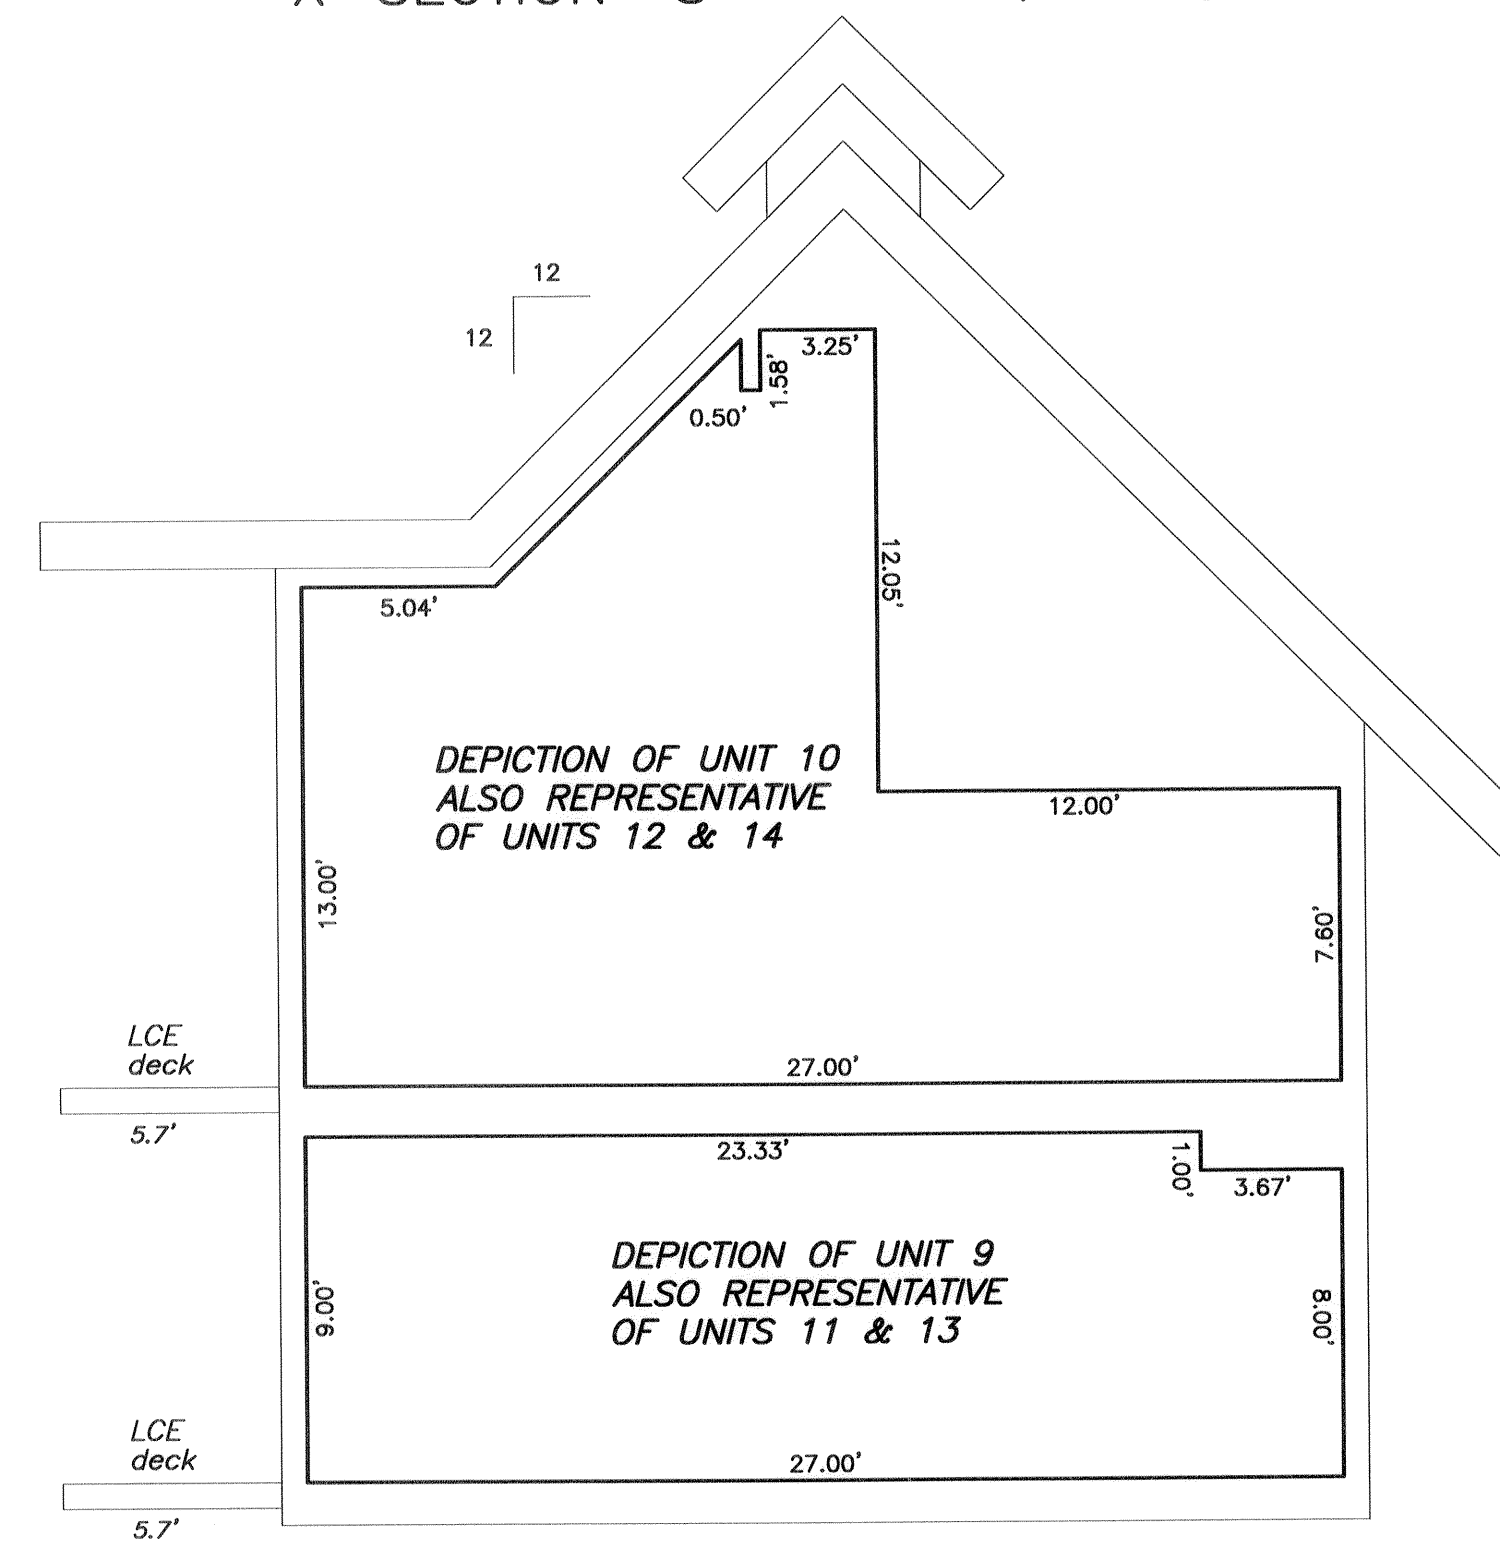 X SECTION
12
12
3.25'
1.58'
0.50'
12.05'
5.04'
DEPICTION OF UNIT 10
ALSO REPRESENTATIVE
OF UNITS 12 & 14
12.00'
13.00'
7.60'
LCE
deck
27.00'
5.7'
23.33'
1.00'
3.67'
DEPICTION OF UNIT 9
ALSO REPRESENTATIVE
OF UNITS 11 & 13
9.00'
8.00'
LCE
deck
27.00'
5.7'